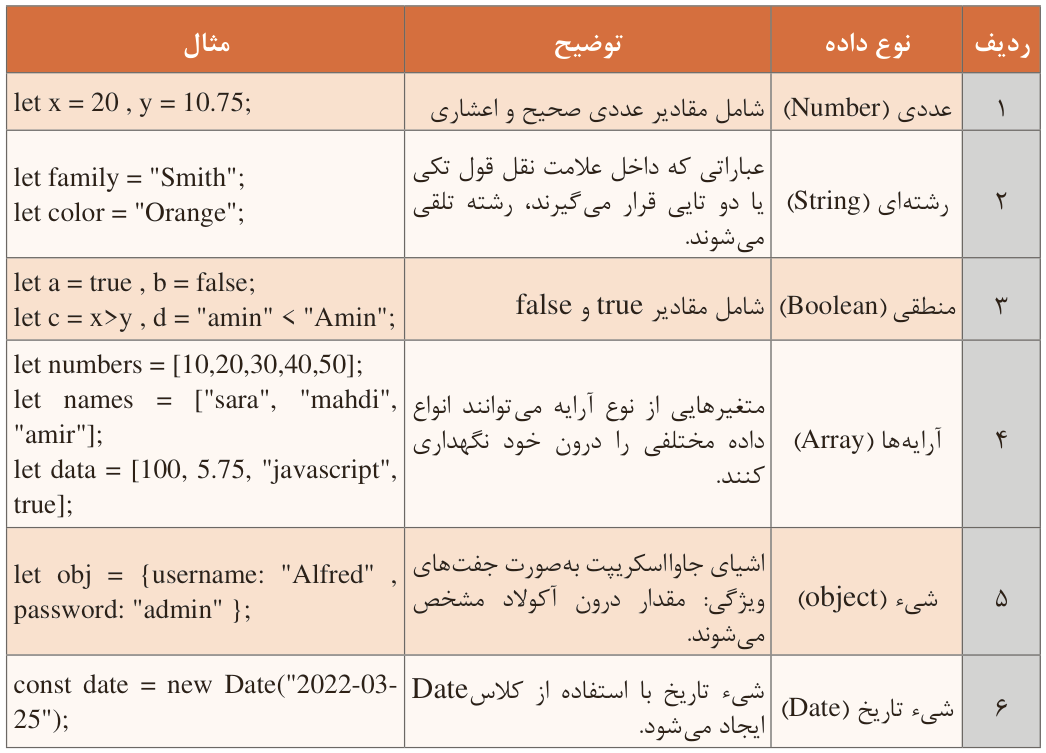 ردیف
نوع داده
توضیح
مثال
۱
عددی (Number)
شامل مقادیر عددی صحیح و اعشاری
let x = 20 , y = 10.75;
۲
رشته‌ای (String)
عباراتی که داخل علامت نقل قول تکی
یا دو تایی قرار می‌گیرند، رشته تلقی
می‌شوند.
let family = "Smith";
let color = "Orange";
۳
منطقی (Boolean)
شامل مقادیر true و false
let a = true , b = false;
let c = x>y , d = "amin" < "Amin";
۴
آرایه‌ها (Array)
متغیرهایی از نوع آرایه می‌توانند انواع
داده مختلفی را درون خود نگهداری
کنند.
let numbers = [10,20,30,40,50];
let names = ["sara", "mahdi",
"amir"];
let data = [100, 5.75, "javascript",
true];
۵
شیء (object)
اشیای جاوااسکریپت به‌صورت جفت‌های
ویژگی: مقدار درون آکولاد مشخص
می‌شوند.
let obj = {username: "Alfred" ,
password: "admin" };
۶
شیء تاریخ (Date)
شیء تاریخ با استفاده از کلاسDate
ایجاد می‌شود.
const date = new Date("2022-03-
25");